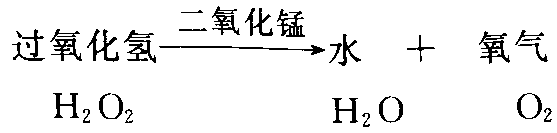 二氧化锰
过氧化氢 → 水 + 氧气
H₂O₂ H₂O O₂